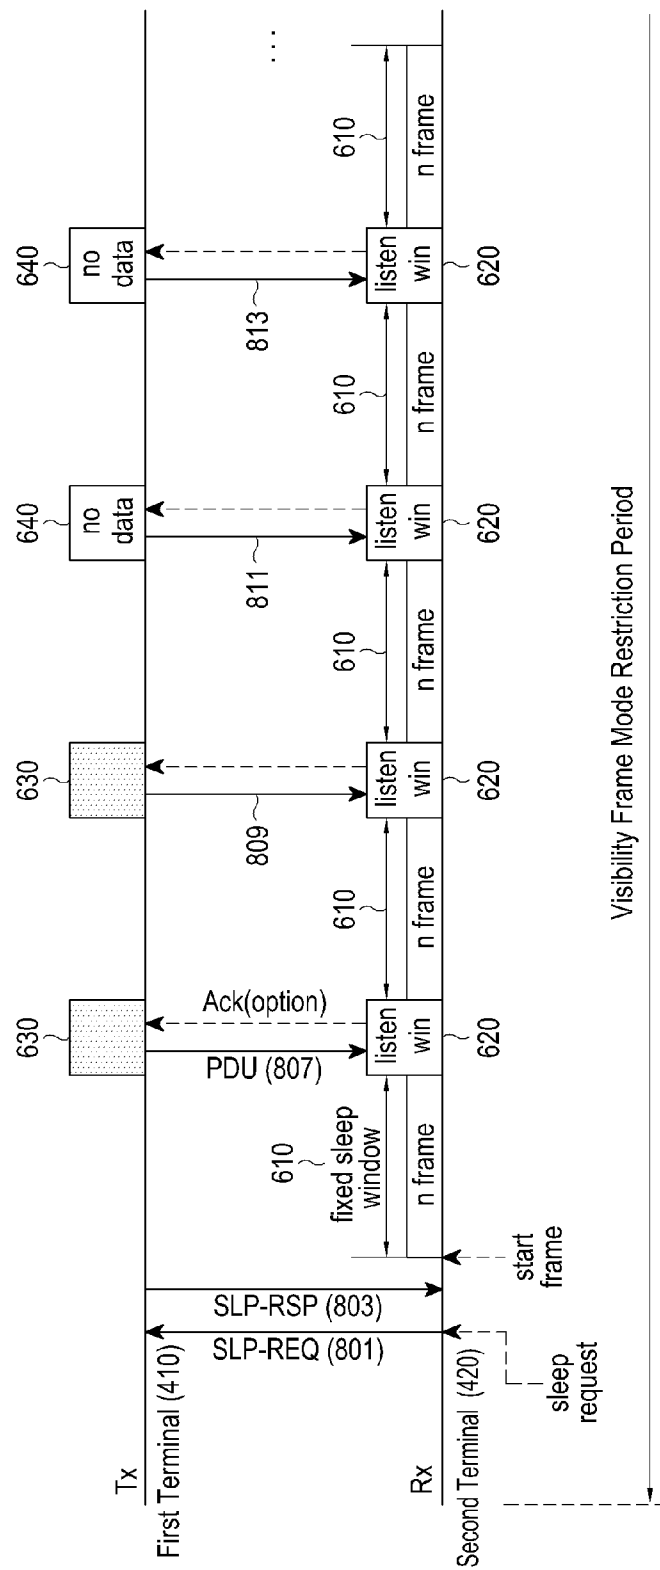 630
630
640
640
no
data
no
data
Tx
First Terminal (410)
SLP-REQ (801)
SLP-RSP (803)
PDU (807)
Ack(option)
809
811
813
...
610
fixed sleep
window
610
610
610
610
n frame
listen
win
n frame
listen
win
n frame
listen
win
n frame
listen
win
n frame
Rx
Second Terminal (420)
620
620
620
620
start
frame
sleep
request
Visibility Frame Mode Restriction Period